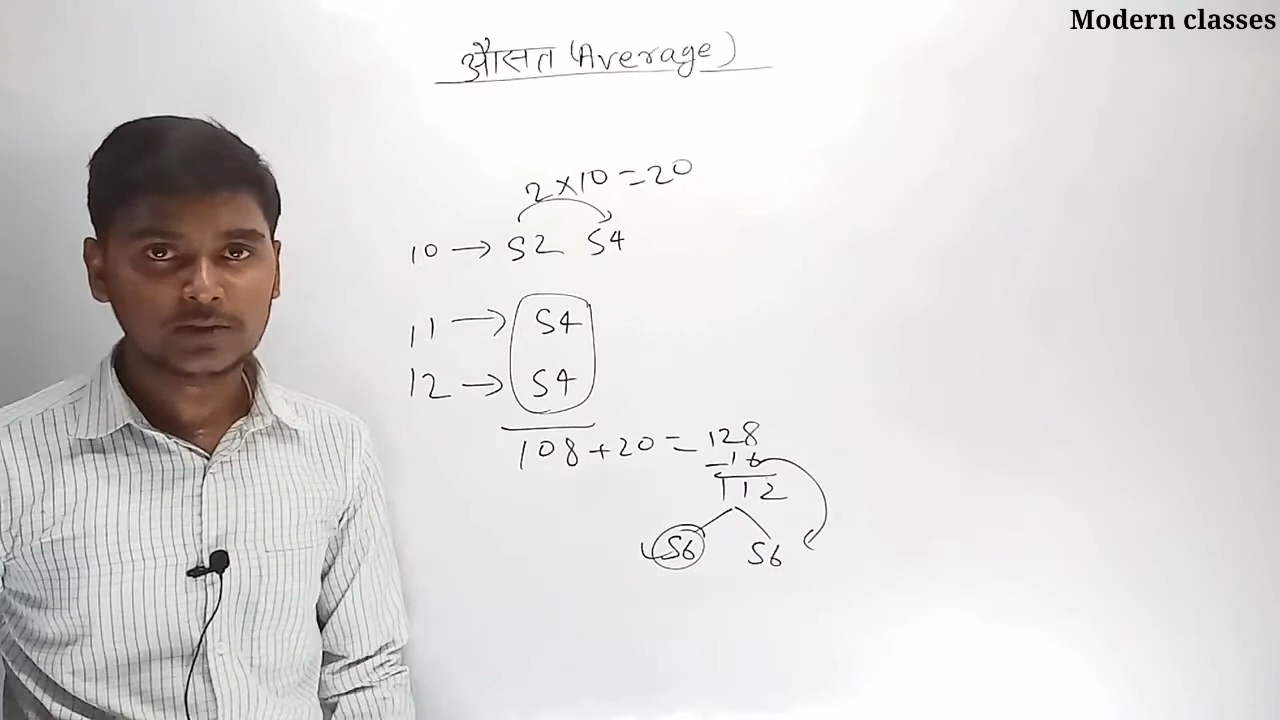 Modern classes
औसत (Average)
2×10=20
10 → 52 54
11 → 54
12 → 54
108+20=128
-16
112
56 56